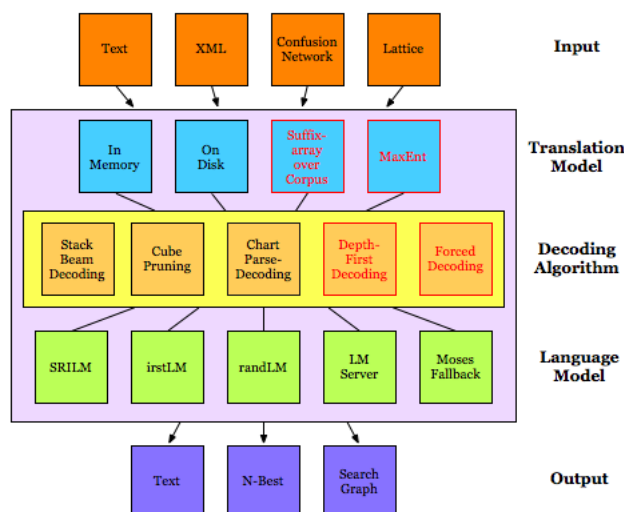 Text
XML
Confusion
Network
Lattice
Input
In
Memory
On
Disk
Suffix-
array
over
Corpus
MaxEnt
Translation
Model
Stack
Beam
Decoding
Cube
Pruning
Chart
Parse-
Decoding
Depth-
First
Decoding
Forced
Decoding
Decoding
Algorithm
SRILM
irstLM
randLM
LM
Server
Moses
Fallback
Language
Model
Text
N-Best
Search
Graph
Output